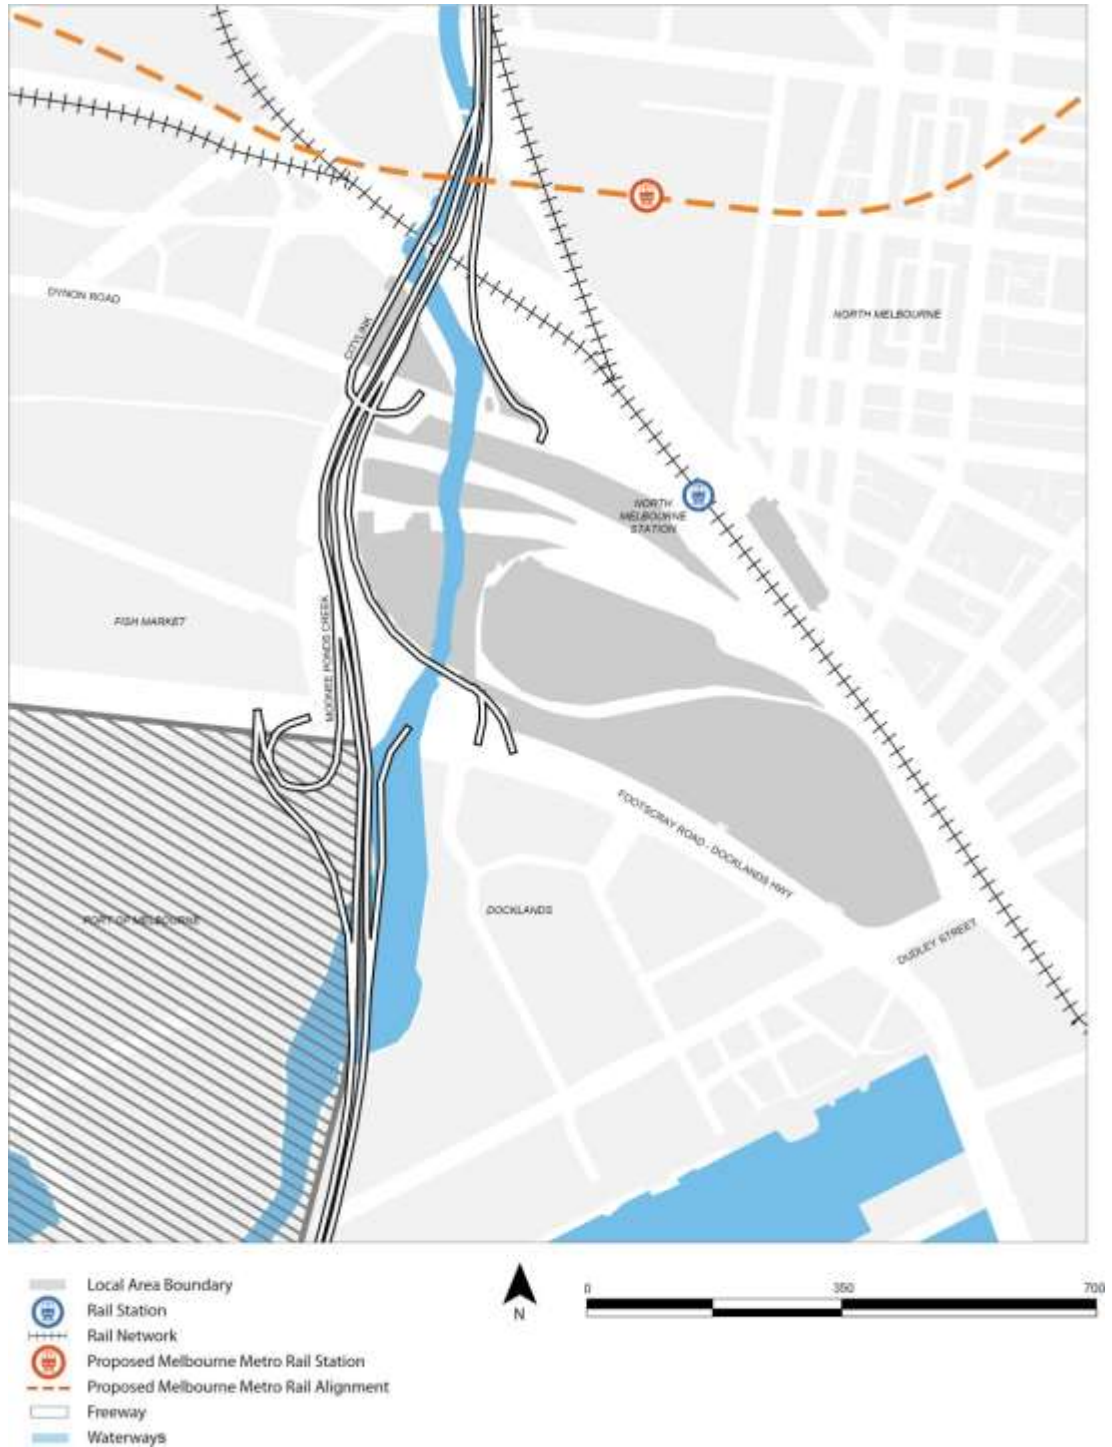 DYNON ROAD
NORTH MELBOURNE
CITYLINK
NORTH
MELBOURNE
STATION
FISH MARKET
MOONEE PONDS CREEK
FOOTSCRAY ROAD - DOCKLANDS HWY
PORT OF MELBOURNE
DOCKLANDS
DUDLEY STREET
Local Area Boundary
Rail Station
Rail Network
Proposed Melbourne Metro Rail Station
Proposed Melbourne Metro Rail Alignment
Freeway
Waterways
N
0 350 700